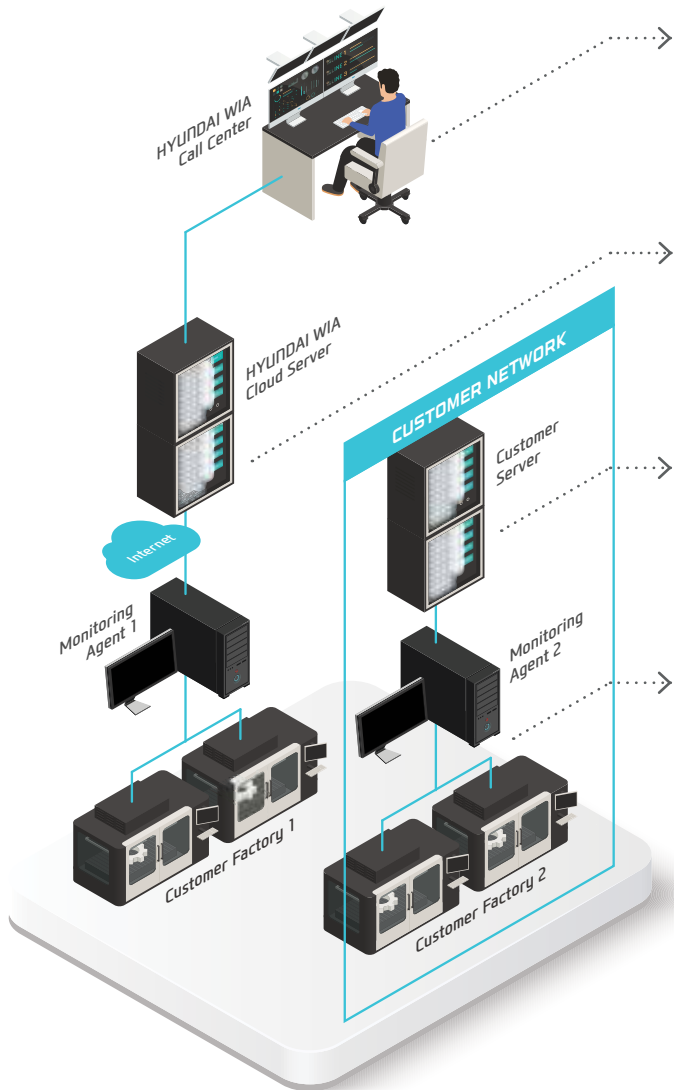 HYUNDAI WIA
Call Center
HYUNDAI WIA
Cloud Server
CUSTOMER NETWORK
Customer
Server
Internet
Monitoring
Agent 1
Monitoring
Agent 2
Customer Factory 1
Customer Factory 2